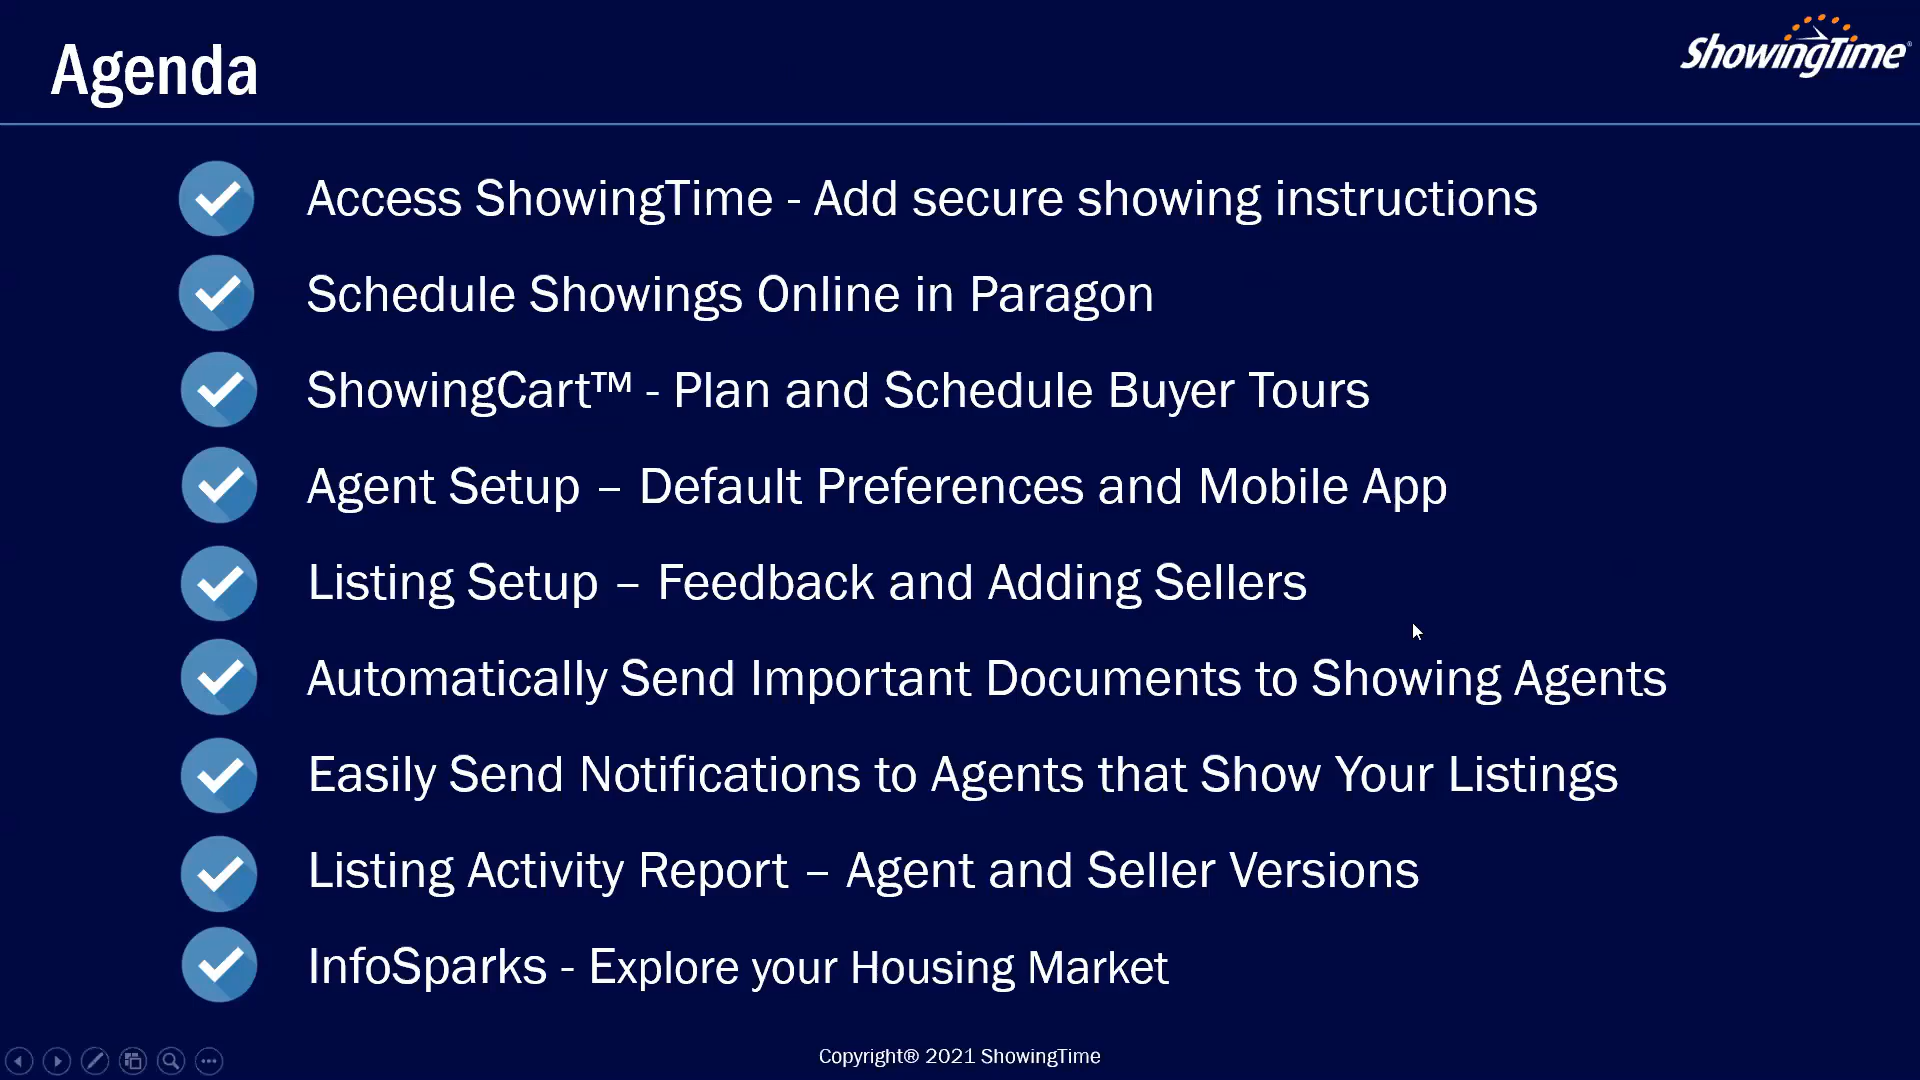 Agenda
ShowingTime®
Access ShowingTime - Add secure showing instructions
Schedule Showings Online in Paragon
ShowingCart™ - Plan and Schedule Buyer Tours
Agent Setup – Default Preferences and Mobile App
Listing Setup – Feedback and Adding Sellers
Automatically Send Important Documents to Showing Agents
Easily Send Notifications to Agents that Show Your Listings
Listing Activity Report – Agent and Seller Versions
InfoSparks - Explore your Housing Market
Copyright® 2021 ShowingTime